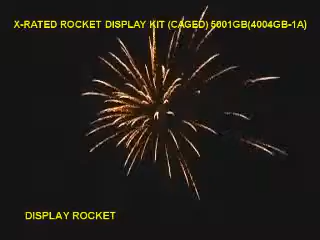 X-RATED ROCKET DISPLAY KIT (CAGED) 5001GB(4004GB-1A)
DISPLAY ROCKET